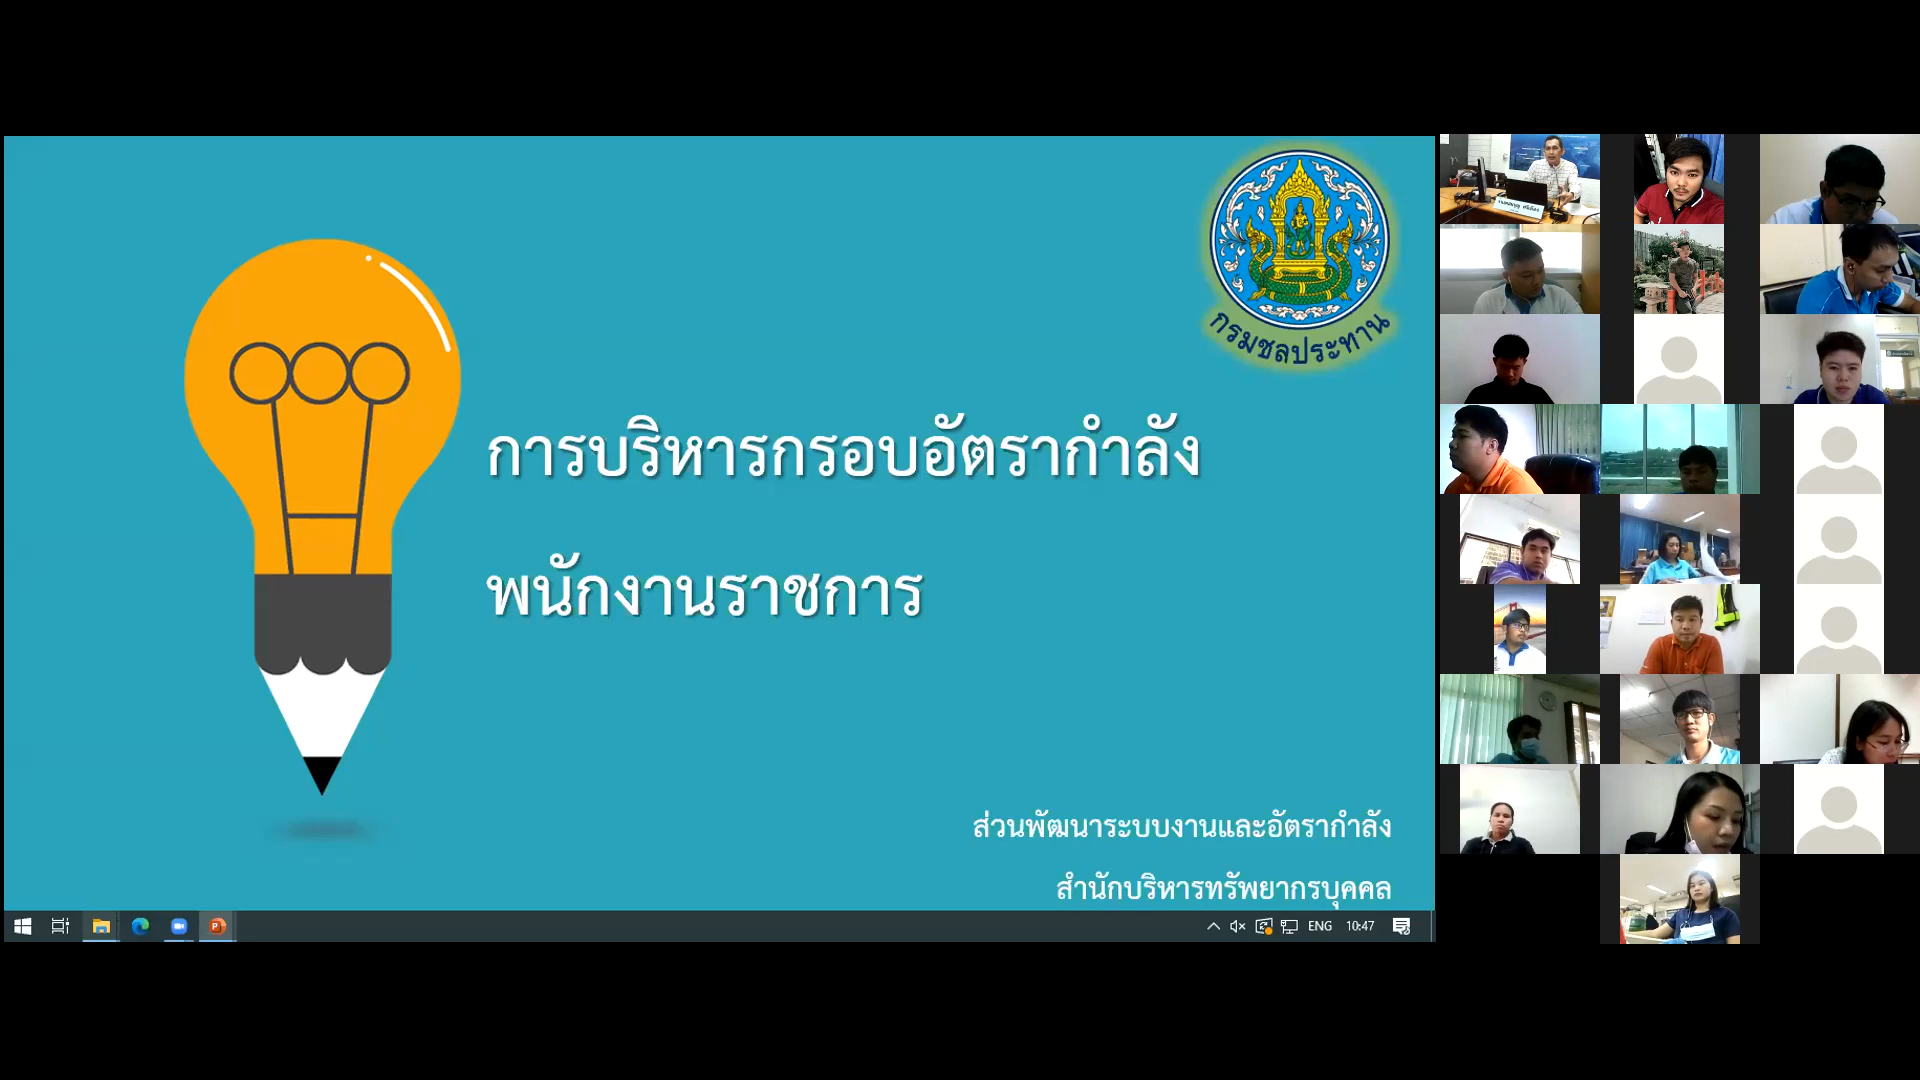 กรมชลประทาน
การบริหารกรอบอัตรากำลัง
พนักงานราชการ
ส่วนพัฒนาระบบงานและอัตรากำลัง
สำนักบริหารทรัพยากรบุคคล
ENG 10:47